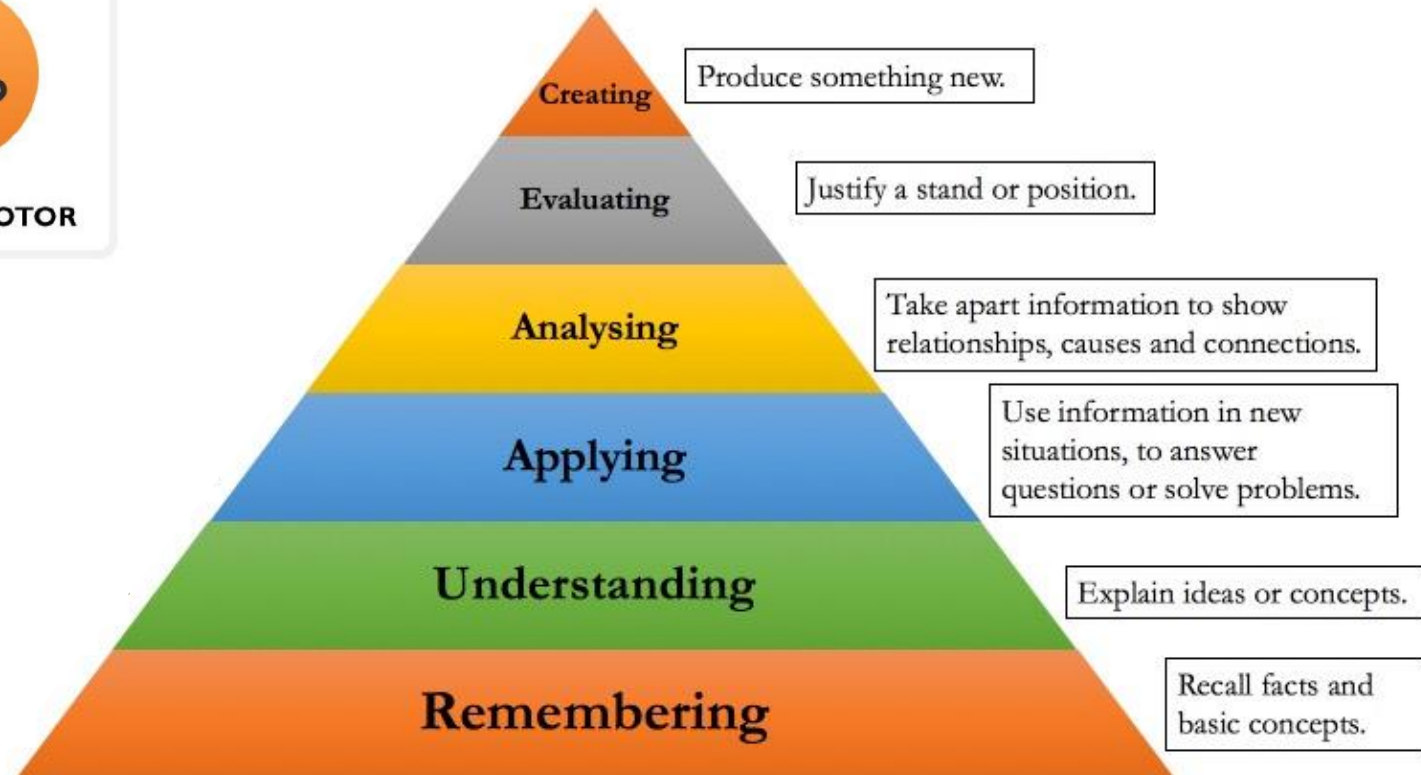 OTOR
Creating
Produce something new.
Evaluating
Justify a stand or position.
Analysing
Take apart information to show
relationships, causes and connections.
Applying
Use information in new
situations, to answer
questions or solve problems.
Understanding
Explain ideas or concepts.
Remembering
Recall facts and
basic concepts.